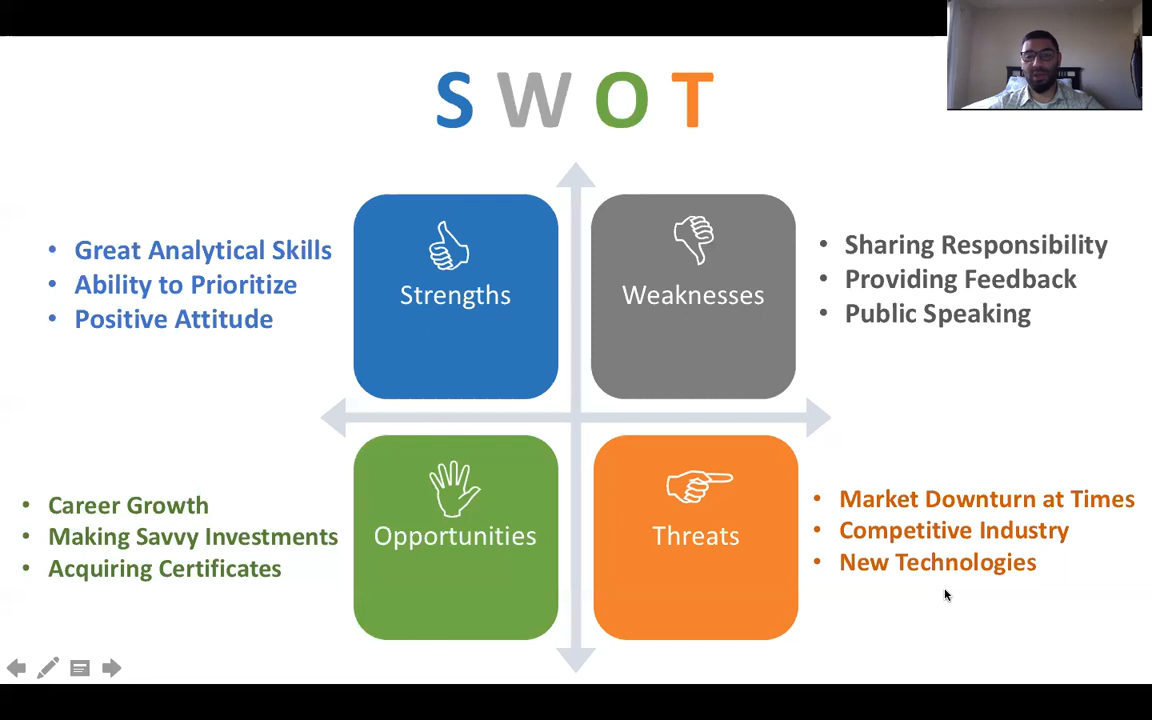 S W O T
• Great Analytical Skills
• Ability to Prioritize
• Positive Attitude
Strengths
Weaknesses
• Sharing Responsibility
• Providing Feedback
• Public Speaking
• Career Growth
• Making Savvy Investments
• Acquiring Certificates
Opportunities
Threats
• Market Downturn at Times
• Competitive Industry
• New Technologies